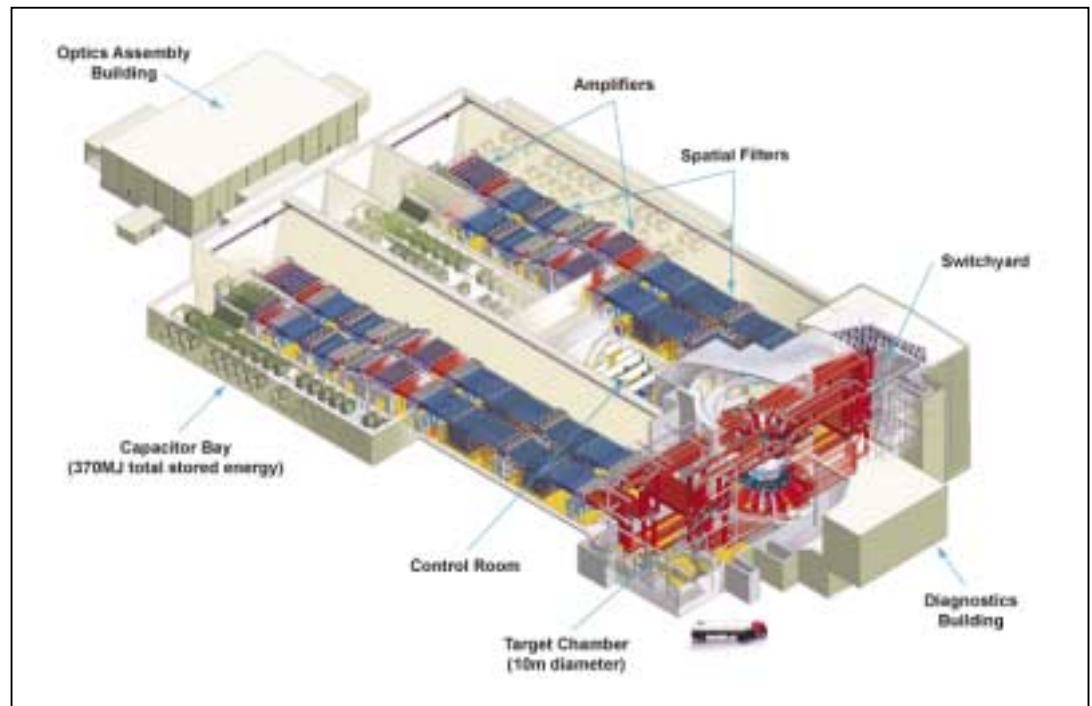 Optics Assembly
Building
Amplifiers
Spatial Filters
Switchyard
Capacitor Bay
(370MJ total stored energy)
Control Room
Diagnostics
Building
Target Chamber
(10m diameter)